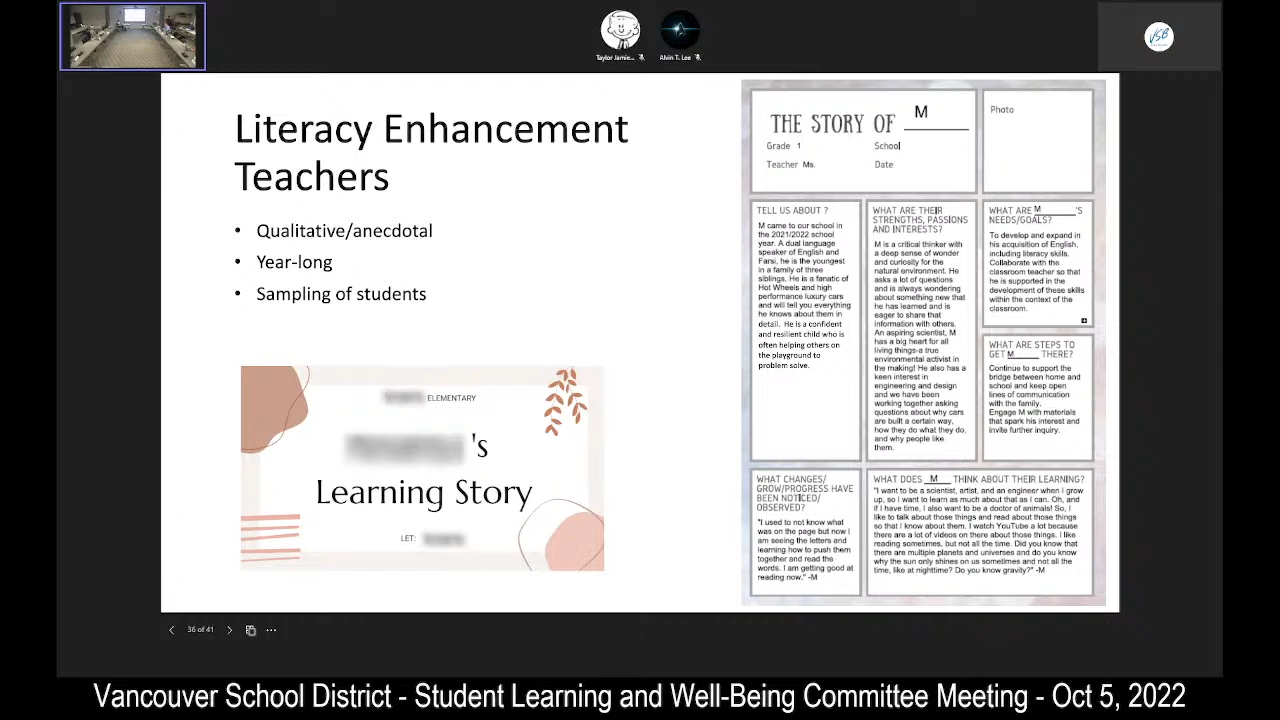 Taylor Jamie...
Alvin T. Lee
VSB
Literacy Enhancement
Teachers
• Qualitative/anecdotal
• Year-long
• Sampling of students
ELEMENTARY
's
Learning Story
LET:
THE STORY OF M
Grade 1
School
Teacher Ms.
Date
Photo
TELL US ABOUT ?
M came to our school in
the 2021/2022 school
year. A dual language
speaker of English and
Farsi, he is the youngest
in a family of three
siblings. He is a fanatic of
Hot Wheels and high
performance luxury cars
and will tell you everything
he knows about them in
detail. He is a confident
and resilient child who is
often helping others on
the playground to
problem solve.
WHAT ARE THEIR
STRENGTHS, PASSIONS
AND INTERESTS?
M is a critical thinker with
a deep sense of wonder
and curiosity for the
natural environment. He
asks a lot of questions
and is always wondering
about something new that
he has learned and is
eager to share that
information with others.
An aspiring scientist, M
has a big heart for all
living things-a true
environmental activist in
the making! He also has a
keen interest in
engineering and design
and we have been
working together asking
questions about why cars
are built a certain way,
how they do what they do,
and why people like
them.
WHAT ARE M'S
NEEDS/GOALS?
To develop and expand in
his acquisition of English,
including literacy skills.
Collaborate with the
classroom teacher so that
he is supported in the
development of these skills
within the context of the
classroom.
WHAT ARE STEPS TO
GET M THERE?
Continue to support the
bridge between home and
school and keep open
lines of communication
with the family.
Engage M with materials
that spark his interest and
invite further inquiry.
WHAT CHANGES/
GROW/PROGRESS HAVE
BEEN NOTICED/
OBSERVED?
"I used to not know what
was on the page but now I
am seeing the letters and
learning how to push them
together and read the
words. I am getting good at
reading now." -M
WHAT DOES M THINK ABOUT THEIR LEARNING?
"I want to be a scientist, artist, and an engineer when I grow
up, so I want to learn as much about that as I can. Oh, and
if I have time, I also want to be a doctor of animals! So, I
like to talk about those things and read about those things
so that I know about them. I watch YouTube a lot because
there are a lot of videos on there about those things. I like
reading sometimes, but not all the time. Did you know that
there are multiple planets and universes and do you know
why the sun only shines on us sometimes and not all the
time, like at nighttime? Do you know gravity?" -M
36 of 41
Vancouver School District - Student Learning and Well-Being Committee Meeting - Oct 5, 2022